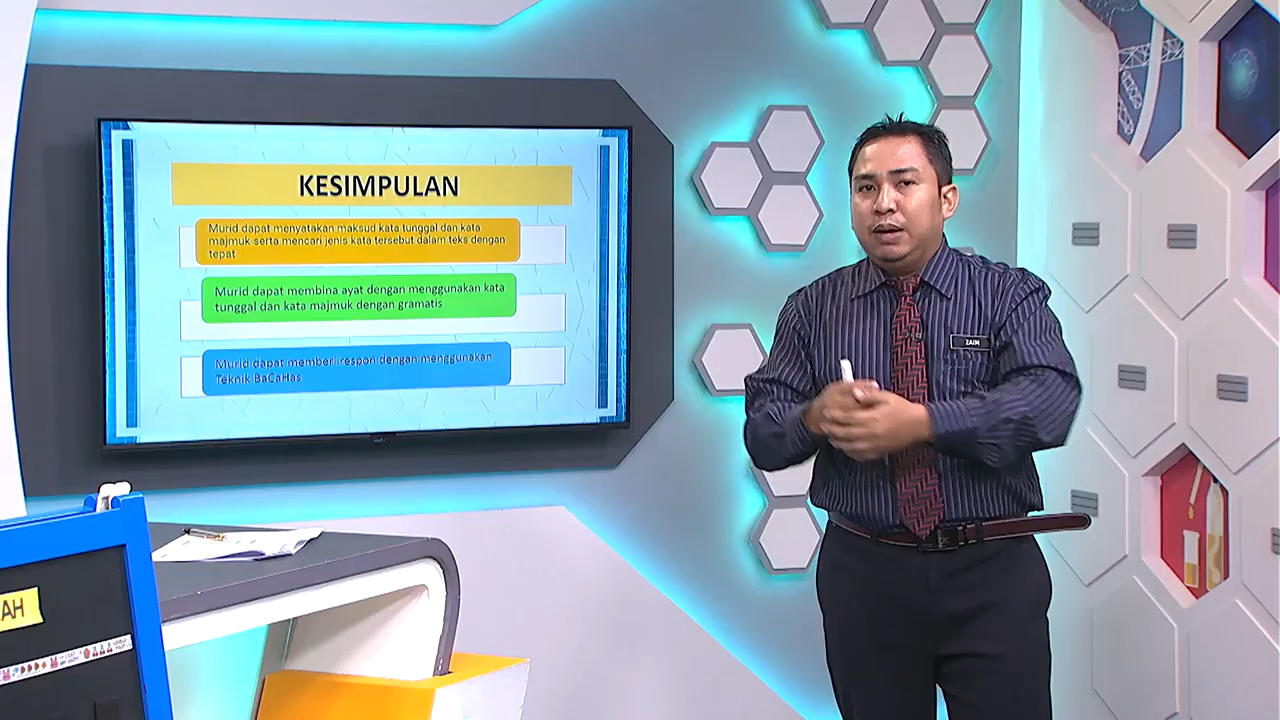 KESIMPULAN
Murid dapat menyatakan maksud kata tunggal dan kata
majmuk serta mencari jenis kata tersebut dalam teks dengan
tepat
Murid dapat membina ayat dengan menggunakan kata
tunggal dan kata majmuk dengan gramatis
Murid dapat memberi respon dengan menggunakan
Teknik BaCaHas
ZAIM
AH